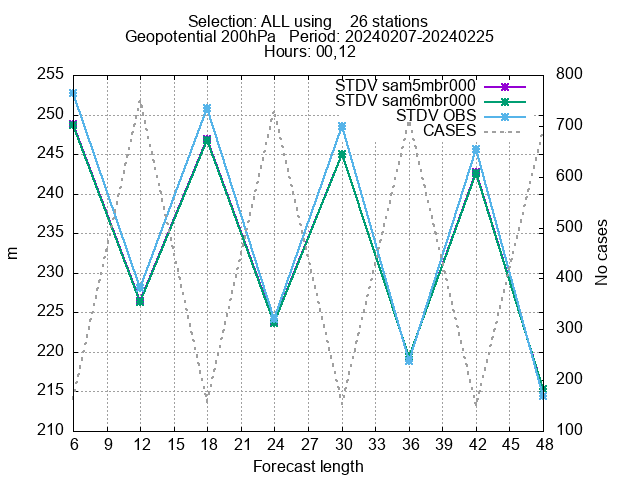 Selection: ALL using    26 stations
Geopotential 200hPa   Period: 20240207-20240225
Hours: 00,12
STDV sam5mbr000
STDV sam6mbr000
STDV OBS
CASES
255
250
245
240
235
230
225
220
215
210
m
800
700
600
500
400
300
200
100
No cases
6 9 12 15 18 21 24 27 30 33 36 39 42 45 48
Forecast length